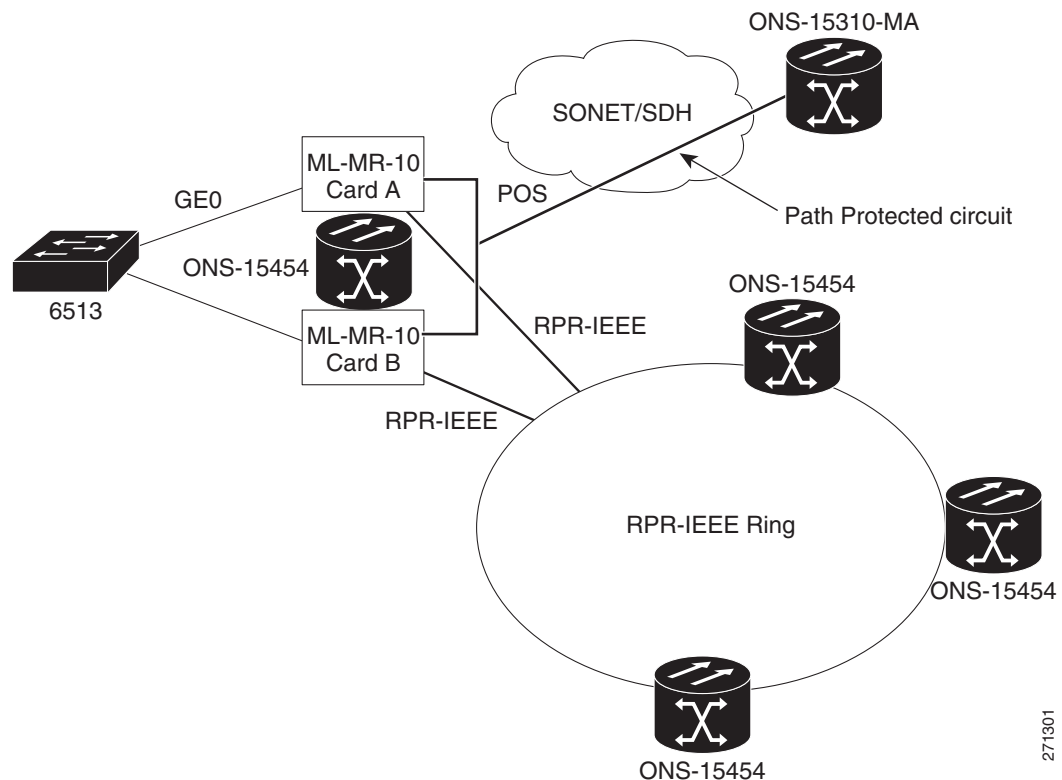 ONS-15310-MA
SONET/SDH
ML-MR-10
Card A
GE0
POS
Path Protected circuit
ONS-15454
6513
ONS-15454
ML-MR-10
Card B
RPR-IEEE
RPR-IEEE
RPR-IEEE Ring
ONS-15454
ONS-15454
271301